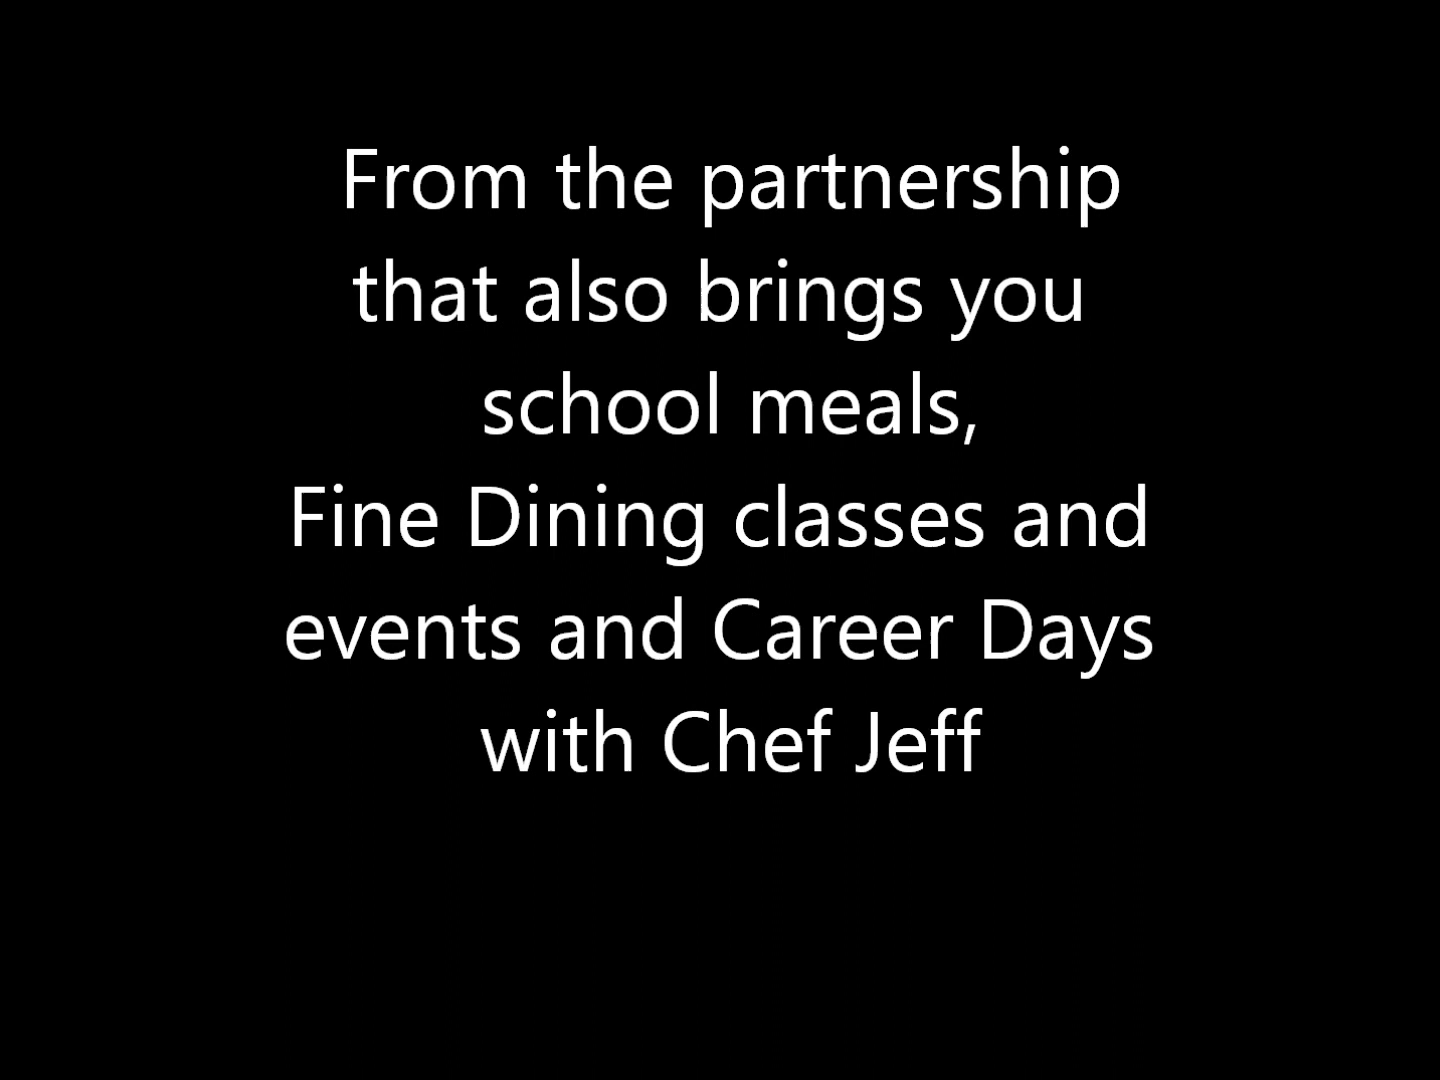 From the partnership
that also brings you
school meals,
Fine Dining classes and
events and Career Days
with Chef Jeff